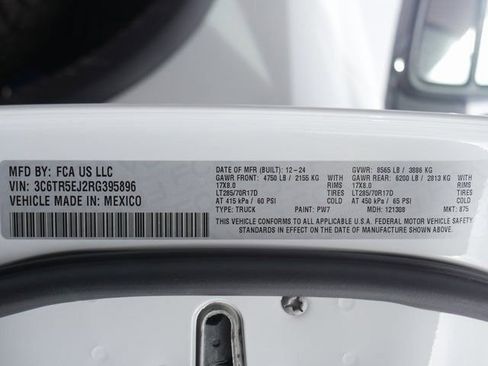 MFD BY: FCA US LLC
VIN: 3C6TR5EJ2RG395896
VEHICLE MADE IN: MEXICO
DATE OF MFR (BUILT): 12-24 GVWR: 8565 LB / 3886 KG
GAWR FRONT: 4750 LB / 2155 KG GAWR REAR: 6200 LB / 2813 KG
17X8.0 RIMS 17X8.0 RIMS
LT285/70R17D TIRES LT285/70R17D TIRES
AT 415 kPa / 60 PSI COLD AT 450 kPa / 65 PSI COLD
TYPE: TRUCK PAINT: PW7 MDH: 121308 MKT: 875
THIS VEHICLE CONFORMS TO ALL APPLICABLE U.S.A. FEDERAL MOTOR VEHICLE SAFETY
STANDARDS IN EFFECT ON THE DATE OF MANUFACTURE SHOWN ABOVE.